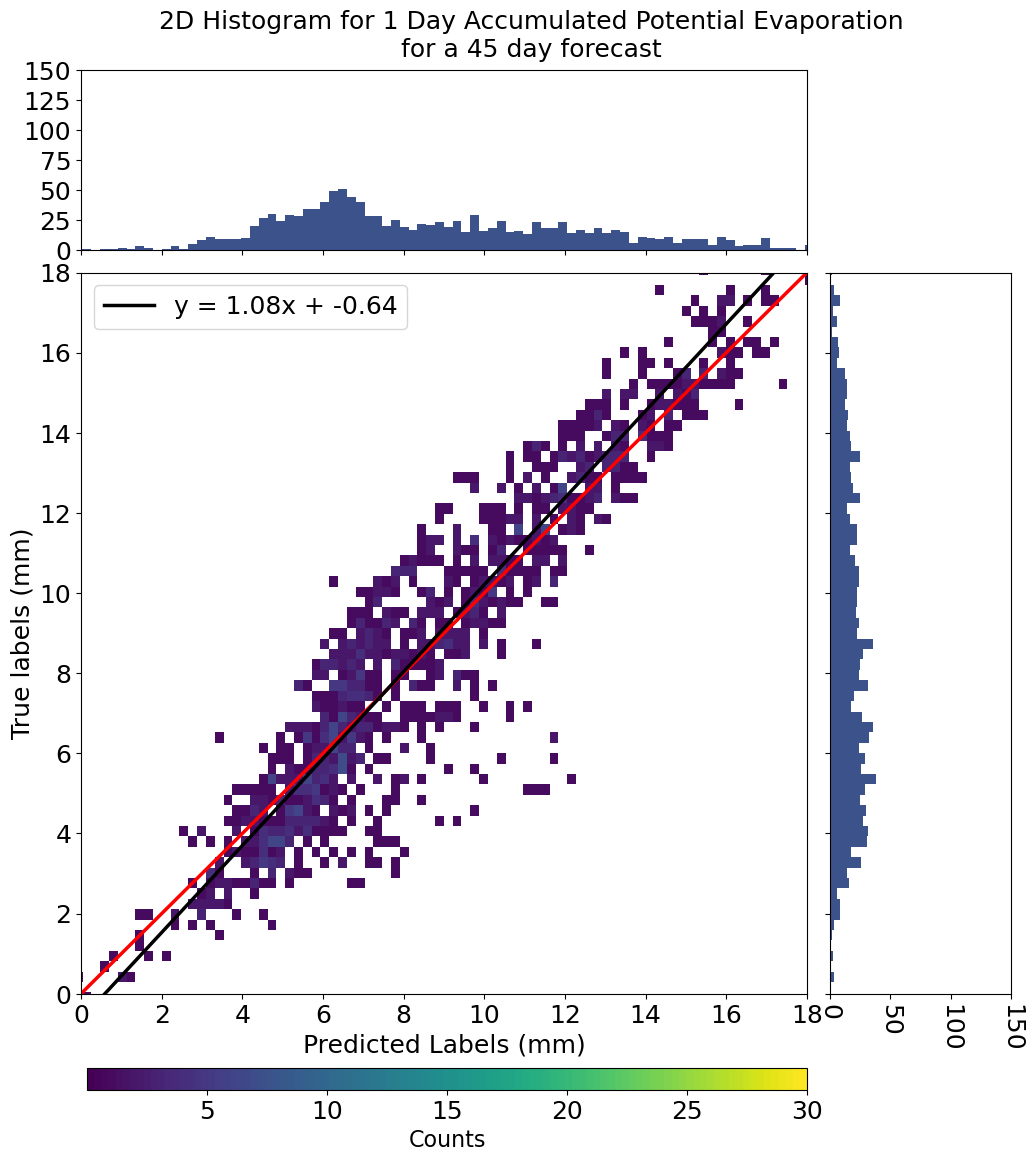 2D Histogram for 1 Day Accumulated Potential Evaporation
for a 45 day forecast
150
125
100
75
50
25
0
18
16
14
12
10
8
6
4
2
0
True labels (mm)
y = 1.08x + -0.64
0 2 4 6 8 10 12 14 16 18
Predicted Labels (mm)
0 50 100 150
5 10 15 20 25 30
Counts